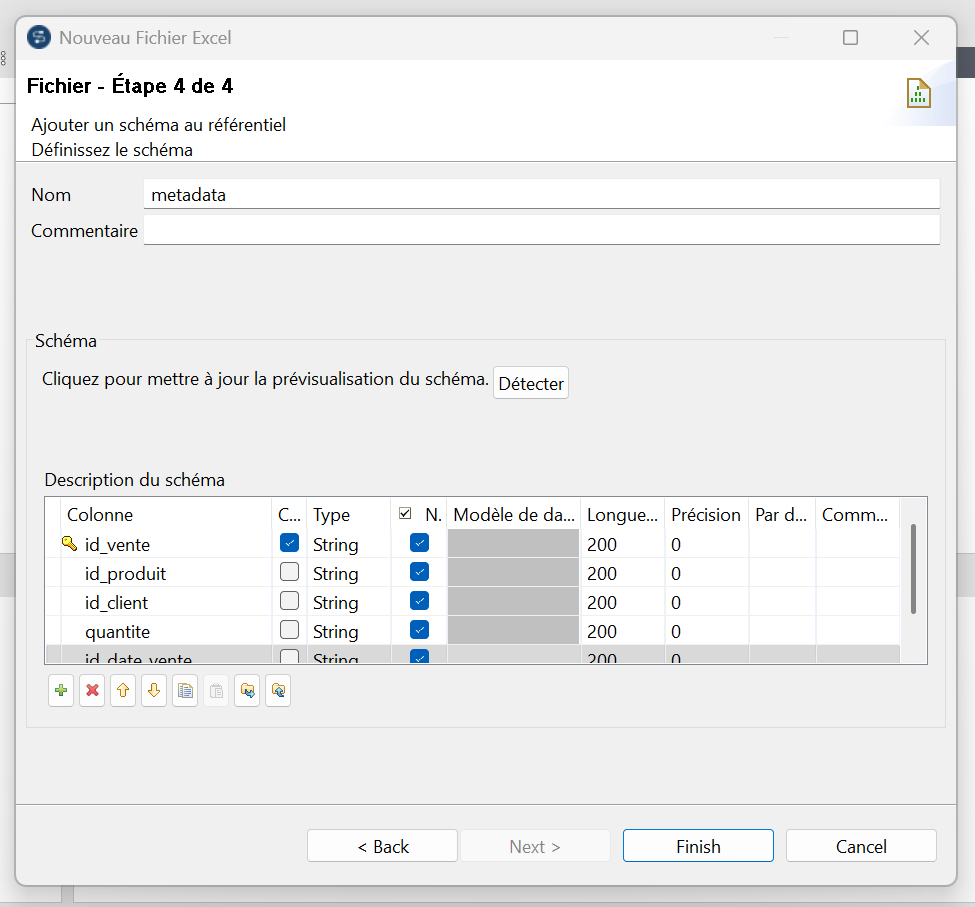 Nouveau Fichier Excel
Fichier - Étape 4 de 4
Ajouter un schéma au référentiel
Définissez le schéma
Nom metadata
Commentaire
Schéma
Cliquez pour mettre à jour la prévisualisation du schéma. Détecter
Description du schéma
Colonne C... Type N. Modèle de da... Longue... Précision Par d... Comm...
id_vente String 200 0
id_produit String 200 0
id_client String 200 0
quantite String 200 0
id_date_vente String 200 0
< Back Next > Finish Cancel